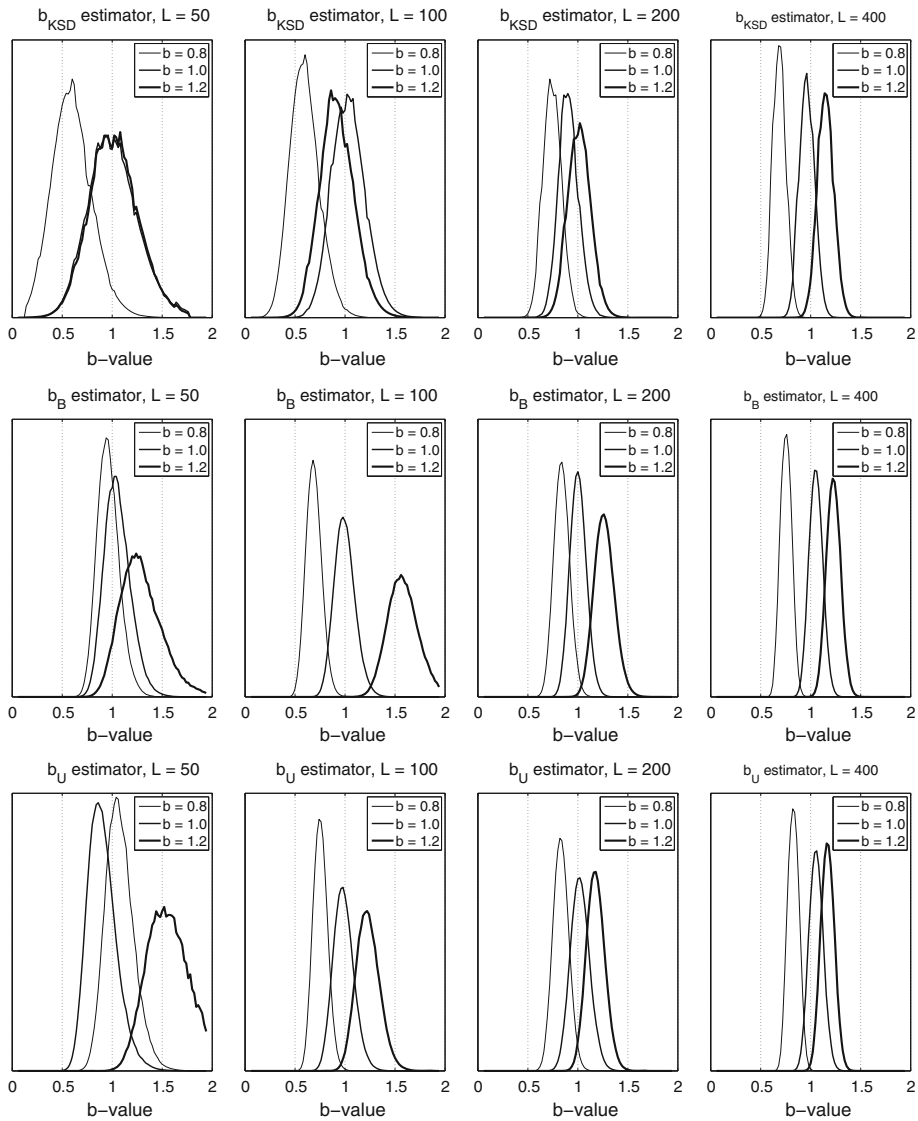 b_KSD estimator, L = 50
b = 0.8
b = 1.0
b = 1.2
0 0.5 1 1.5 2
b-value
b_KSD estimator, L = 100
b = 0.8
b = 1.0
b = 1.2
0 0.5 1 1.5 2
b-value
b_KSD estimator, L = 200
b = 0.8
b = 1.0
b = 1.2
0 0.5 1 1.5 2
b-value
b_KSD estimator, L = 400
b = 0.8
b = 1.0
b = 1.2
0 0.5 1 1.5 2
b-value
b_B estimator, L = 50
b = 0.8
b = 1.0
b = 1.2
0 0.5 1 1.5 2
b-value
b_B estimator, L = 100
b = 0.8
b = 1.0
b = 1.2
0 0.5 1 1.5 2
b-value
b_B estimator, L = 200
b = 0.8
b = 1.0
b = 1.2
0 0.5 1 1.5 2
b-value
b_B estimator, L = 400
b = 0.8
b = 1.0
b = 1.2
0 0.5 1 1.5 2
b-value
b_U estimator, L = 50
b = 0.8
b = 1.0
b = 1.2
0 0.5 1 1.5 2
b-value
b_U estimator, L = 100
b = 0.8
b = 1.0
b = 1.2
0 0.5 1 1.5 2
b-value
b_U estimator, L = 200
b = 0.8
b = 1.0
b = 1.2
0 0.5 1 1.5 2
b-value
b_U estimator, L = 400
b = 0.8
b = 1.0
b = 1.2
0 0.5 1 1.5 2
b-value